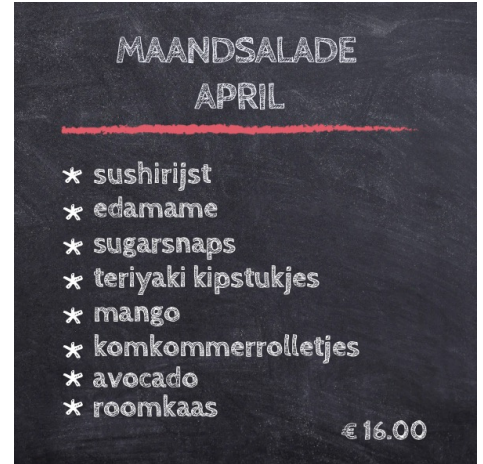 MAANDSALADE
APRIL
* sushirijst
* edamame
* sugarsnaps
* teriyaki kipstukjes
* mango
* komkommerrolletjes
* avocado
* roomkaas
€ 16.00